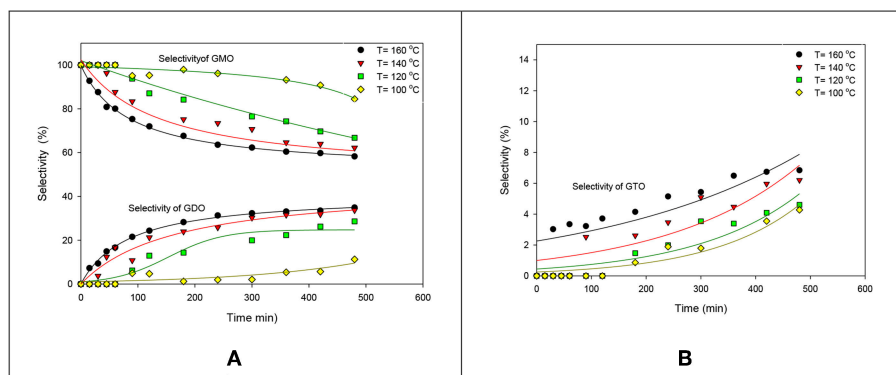 Selectivity (%)
100
80
60
40
20
0
Selectivityof GMO
T= 160 °C
T= 140 °C
T= 120 °C
T= 100 °C
Selectivity of GDO
0 100 200 300 400 500 600
Time min)
A
Selectivity (%)
14
12
10
8
6
4
2
0
T= 160 °C
T= 140 °C
T= 120 °C
T= 100 °C
Selectivity of GTO
0 100 200 300 400 500 600
Time (min)
B